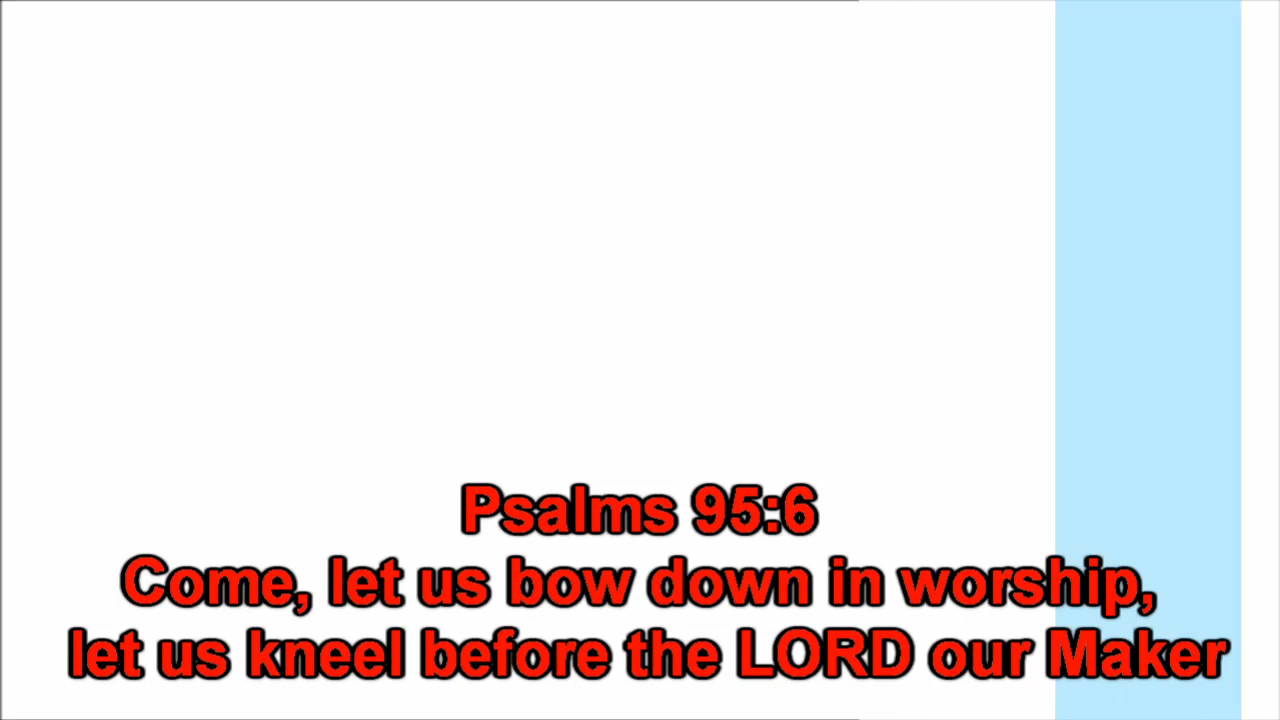 Psalms 95:6
Come, let us bow down in worship,
let us kneel before the LORD our Maker